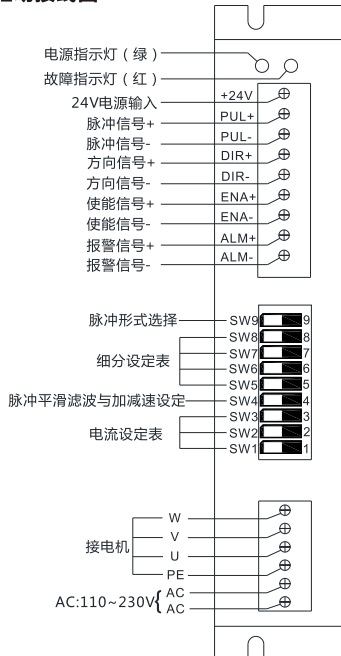 电源指示灯（绿）
故障指示灯（红）
24V电源输入 +24V
脉冲信号+ PUL+
脉冲信号- PUL-
方向信号+ DIR+
方向信号- DIR-
使能信号+ ENA+
使能信号- ENA-
报警信号+ ALM+
报警信号- ALM-
脉冲形式选择 SW9 9
SW8 8
SW7 7
细分设定表
SW6 6
SW5 5
脉冲平滑滤波与加减速设定 SW4 4
SW3 3
电流设定表 SW2 2
SW1 1
W
V
接电机
U
PE
AC:110~230V AC
AC